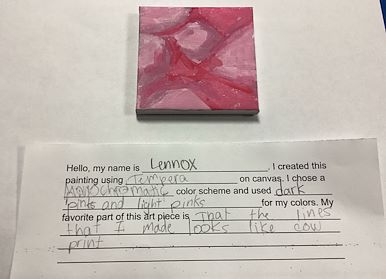 Hello, my name is Lennox. I created this
painting using Tempera on canvas. I chose a
Monochromatic color scheme and used dark
pinks and light pinks for my colors. My
favorite part of this art piece is That the lines
that I made looks like cow
print